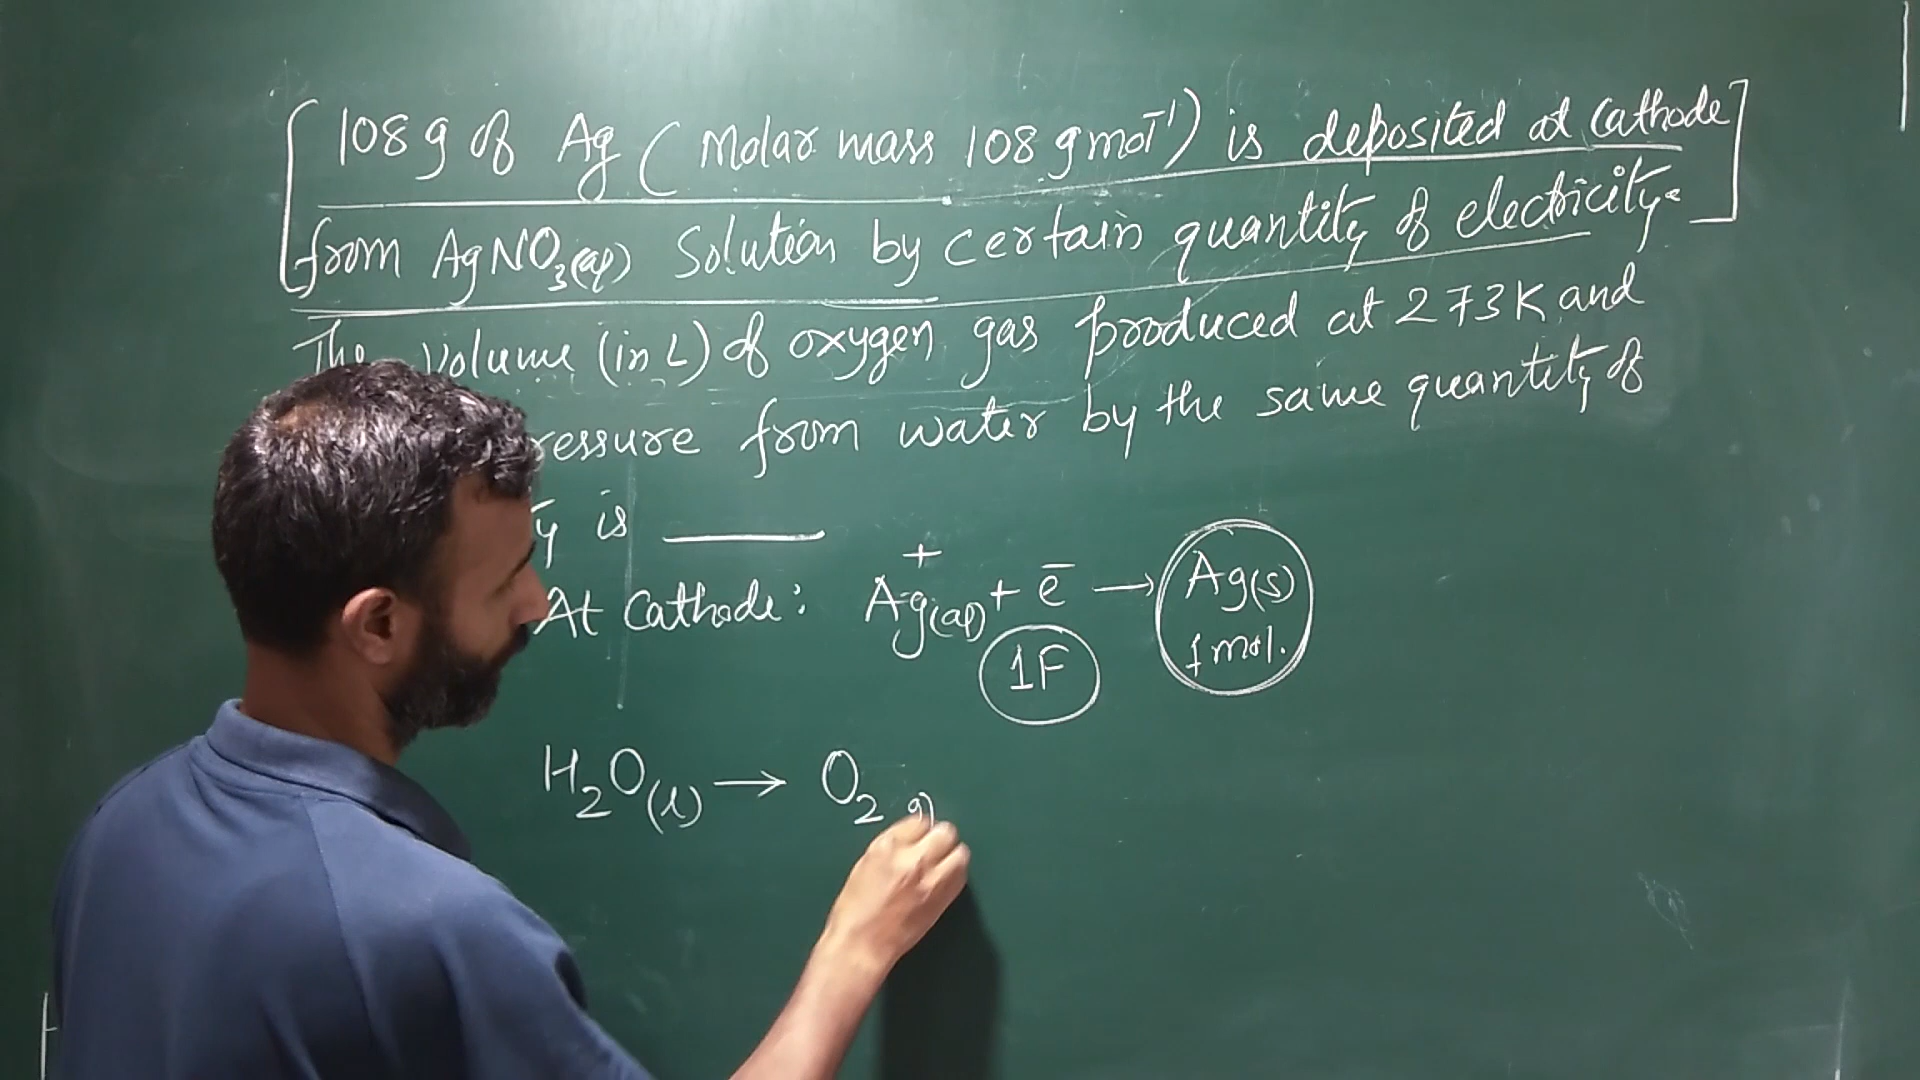 [108 g of Ag (Molar mass 108 g mol⁻¹) is deposited at cathode
from AgNO₃(aq) solution by certain quantity of electricity.]
The volume (in L) of oxygen gas produced at 273K and
ressure from water by the same quantity of
y is ______
At Cathode: Ag⁺(aq) + e⁻ → Ag(s)
1F 1 mol.
H₂O(l) → O₂ g)